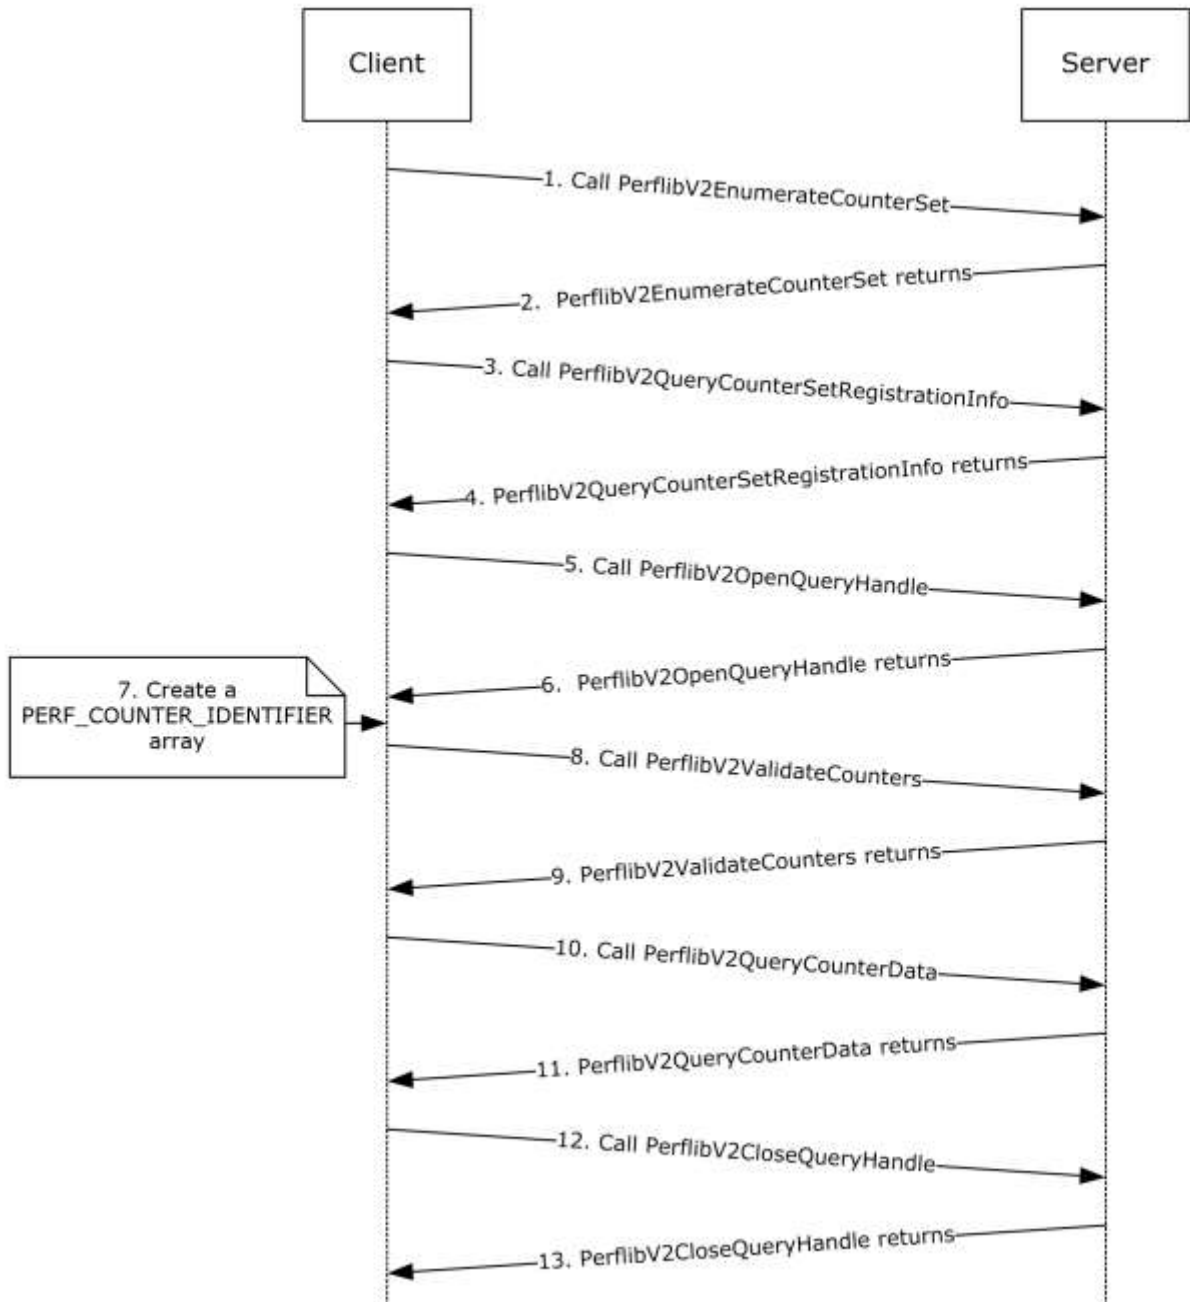 Client
Server
1. Call PerflibV2EnumerateCounterSet
2. PerflibV2EnumerateCounterSet returns
3. Call PerflibV2QueryCounterSetRegistrationInfo
4. PerflibV2QueryCounterSetRegistrationInfo returns
5. Call PerflibV2OpenQueryHandle
6. PerflibV2OpenQueryHandle returns
7. Create a
PERF_COUNTER_IDENTIFIER
array
8. Call PerflibV2ValidateCounters
9. PerflibV2ValidateCounters returns
10. Call PerflibV2QueryCounterData
11. PerflibV2QueryCounterData returns
12. Call PerflibV2CloseQueryHandle
13. PerflibV2CloseQueryHandle returns